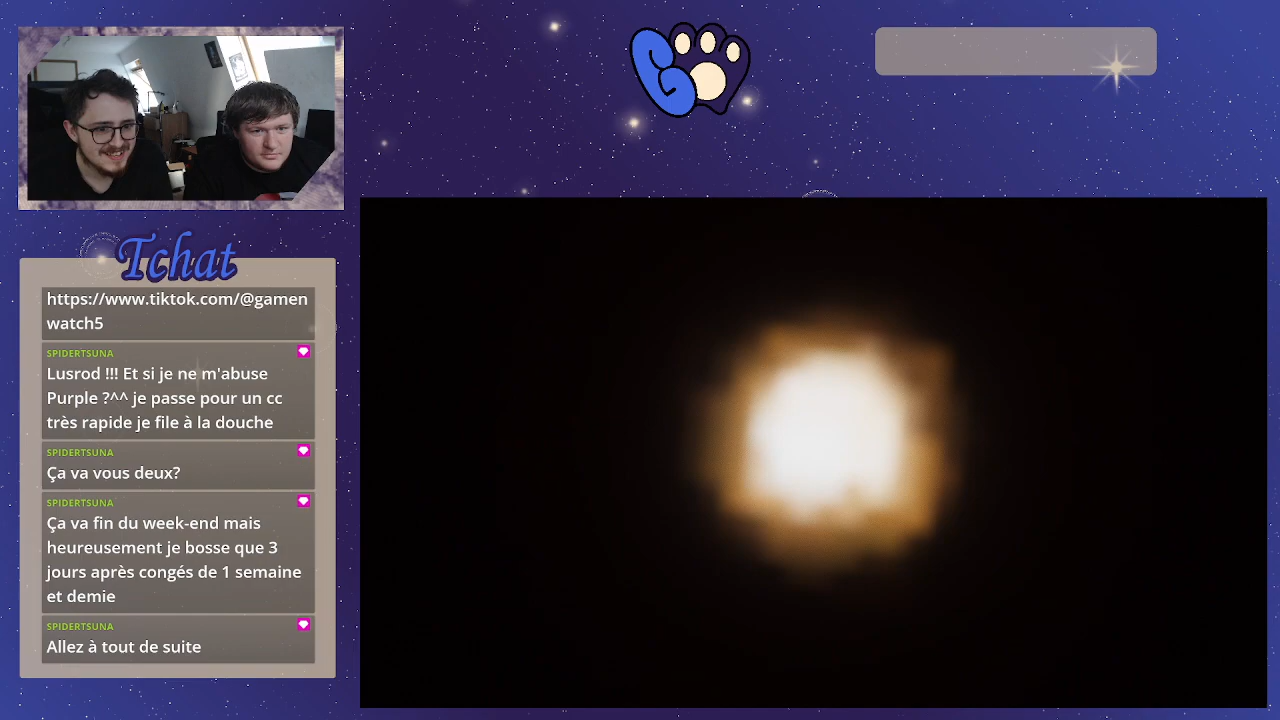 Tchat
https://www.tiktok.com/@gamen
watch5
SPIDERTSUNA
Lusrod !!! Et si je ne m'abuse
Purple ?^^ je passe pour un cc
très rapide je file à la douche
SPIDERTSUNA
Ça va vous deux?
SPIDERTSUNA
Ça va fin du week-end mais
heureusement je bosse que 3
jours après congés de 1 semaine
et demie
SPIDERTSUNA
Allez à tout de suite